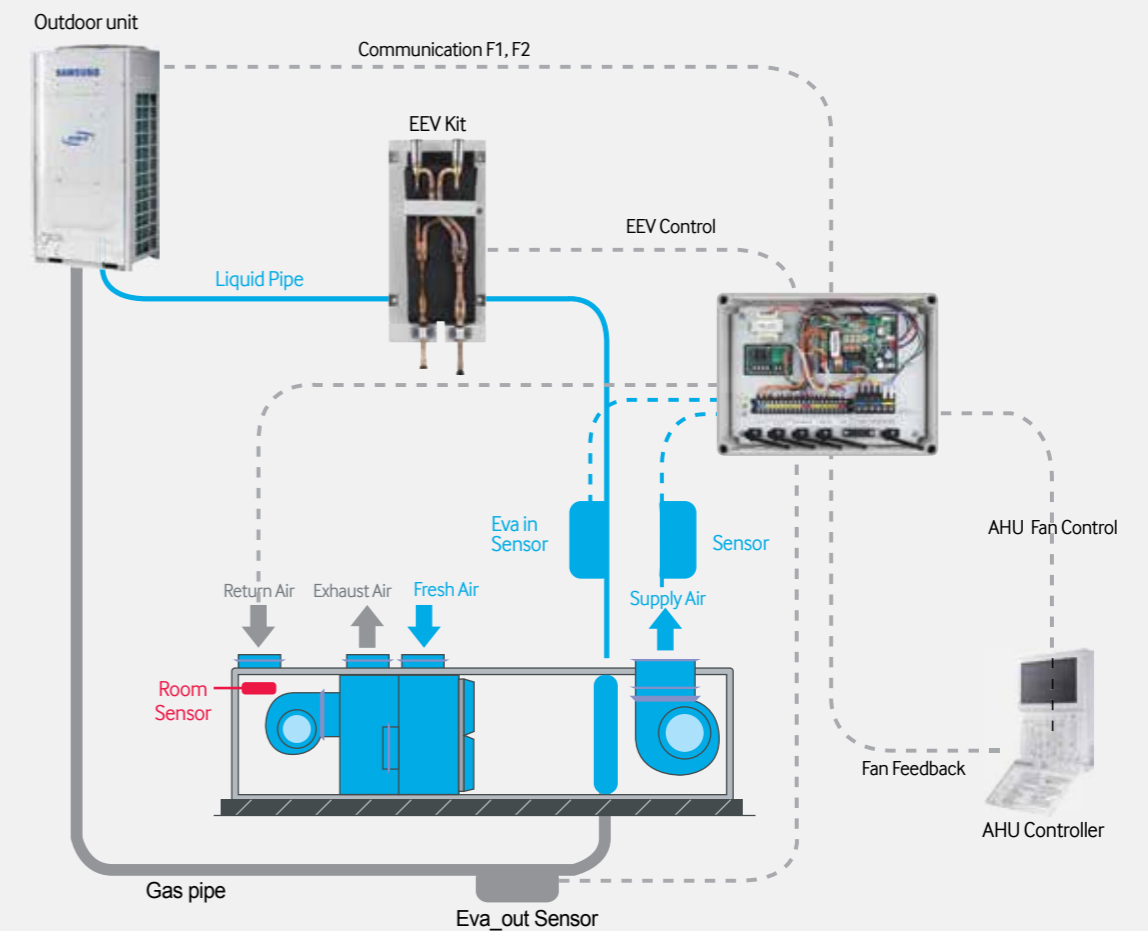 Outdoor unit
Communication F1, F2
SAMSUNG
EEV Kit
EEV Control
Liquid Pipe
Eva in
Sensor
Sensor
AHU Fan Control
Return Air
Exhaust Air
Fresh Air
Supply Air
Room
Sensor
Fan Feedback
AHU Controller
Gas pipe
Eva_out Sensor